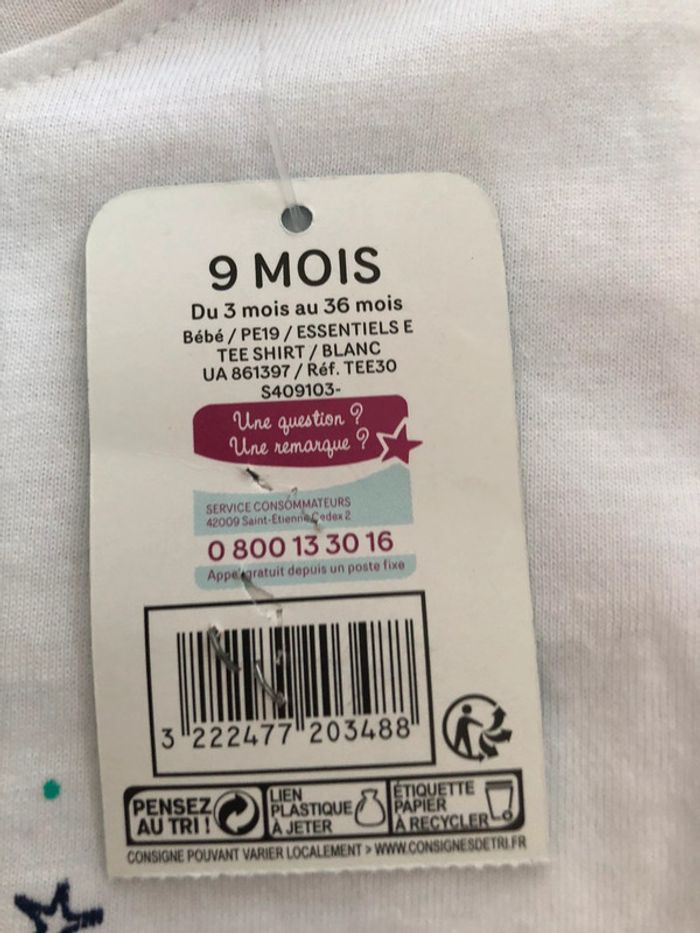 9 MOIS
Du 3 mois au 36 mois
Bébé / PE19 / ESSENTIELS E
TEE SHIRT / BLANC
UA 861397 / Réf. TEE30
S409103-
Une question ?
Une remarque ?
SERVICE CONSOMMATEURS
42009 Saint-Etienne Cedex 2
0 800 13 30 16
Appel gratuit depuis un poste fixe
3 222477 203488
PENSEZ
AU TRI !
LIEN
PLASTIQUE
À JETER
ÉTIQUETTE
PAPIER
À RECYCLER
CONSIGNE POUVANT VARIER LOCALEMENT > WWW.CONSIGNESDETRI.FR